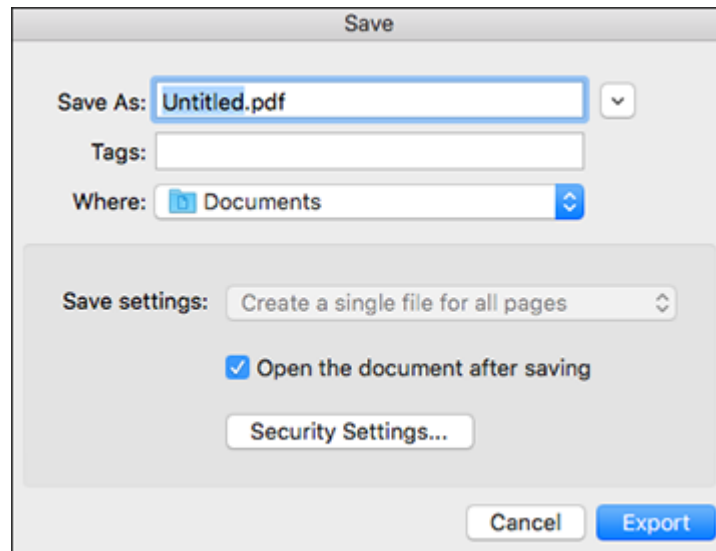 Save
Save As: Untitled.pdf
Tags:
Where: Documents
Save settings: Create a single file for all pages
Open the document after saving
Security Settings...
Cancel Export